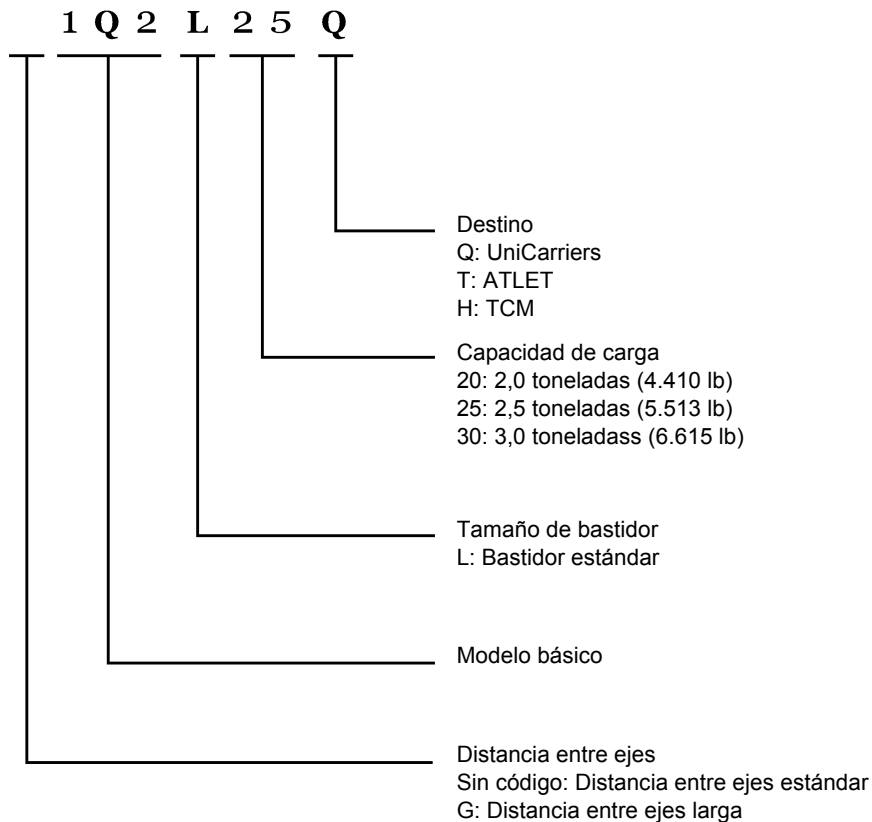 1 Q 2 L 2 5 Q
Destino
Q: UniCarriers
T: ATLET
H: TCM
Capacidad de carga
20: 2,0 toneladas (4.410 lb)
25: 2,5 toneladas (5.513 lb)
30: 3,0 toneladass (6.615 lb)
Tamaño de bastidor
L: Bastidor estándar
Modelo básico
Distancia entre ejes
Sin código: Distancia entre ejes estándar
G: Distancia entre ejes larga